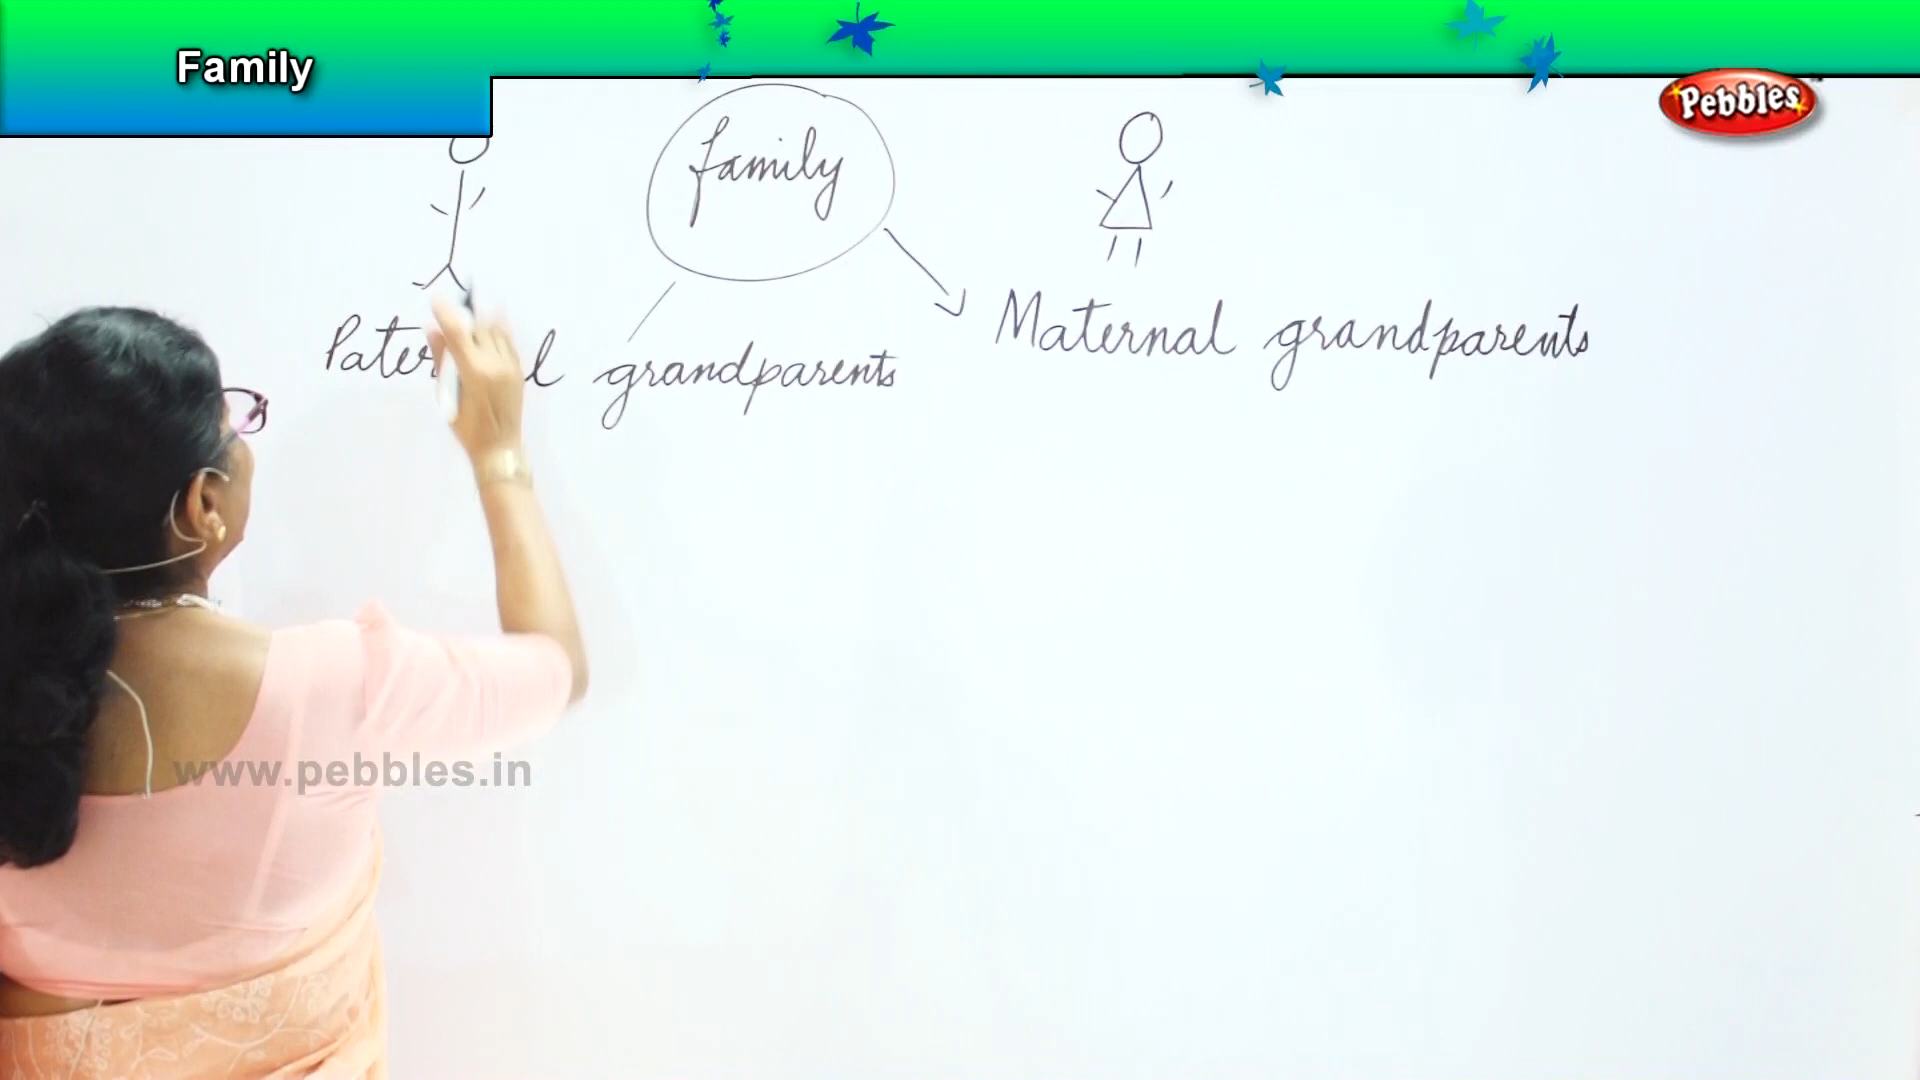 Family
Pebbles
family
Maternal grandparents
grandparents
www.pebbles.in